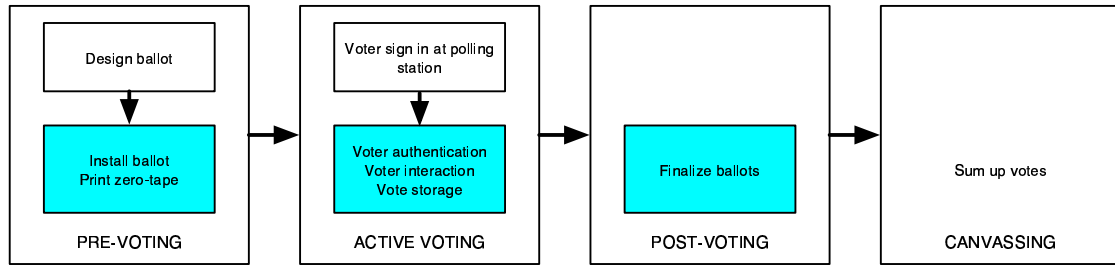 Design ballot
Install ballot
Print zero-tape
PRE-VOTING
Voter sign in at polling
station
Voter authentication
Voter interaction
Vote storage
ACTIVE VOTING
Finalize ballots
POST-VOTING
Sum up votes
CANVASSING